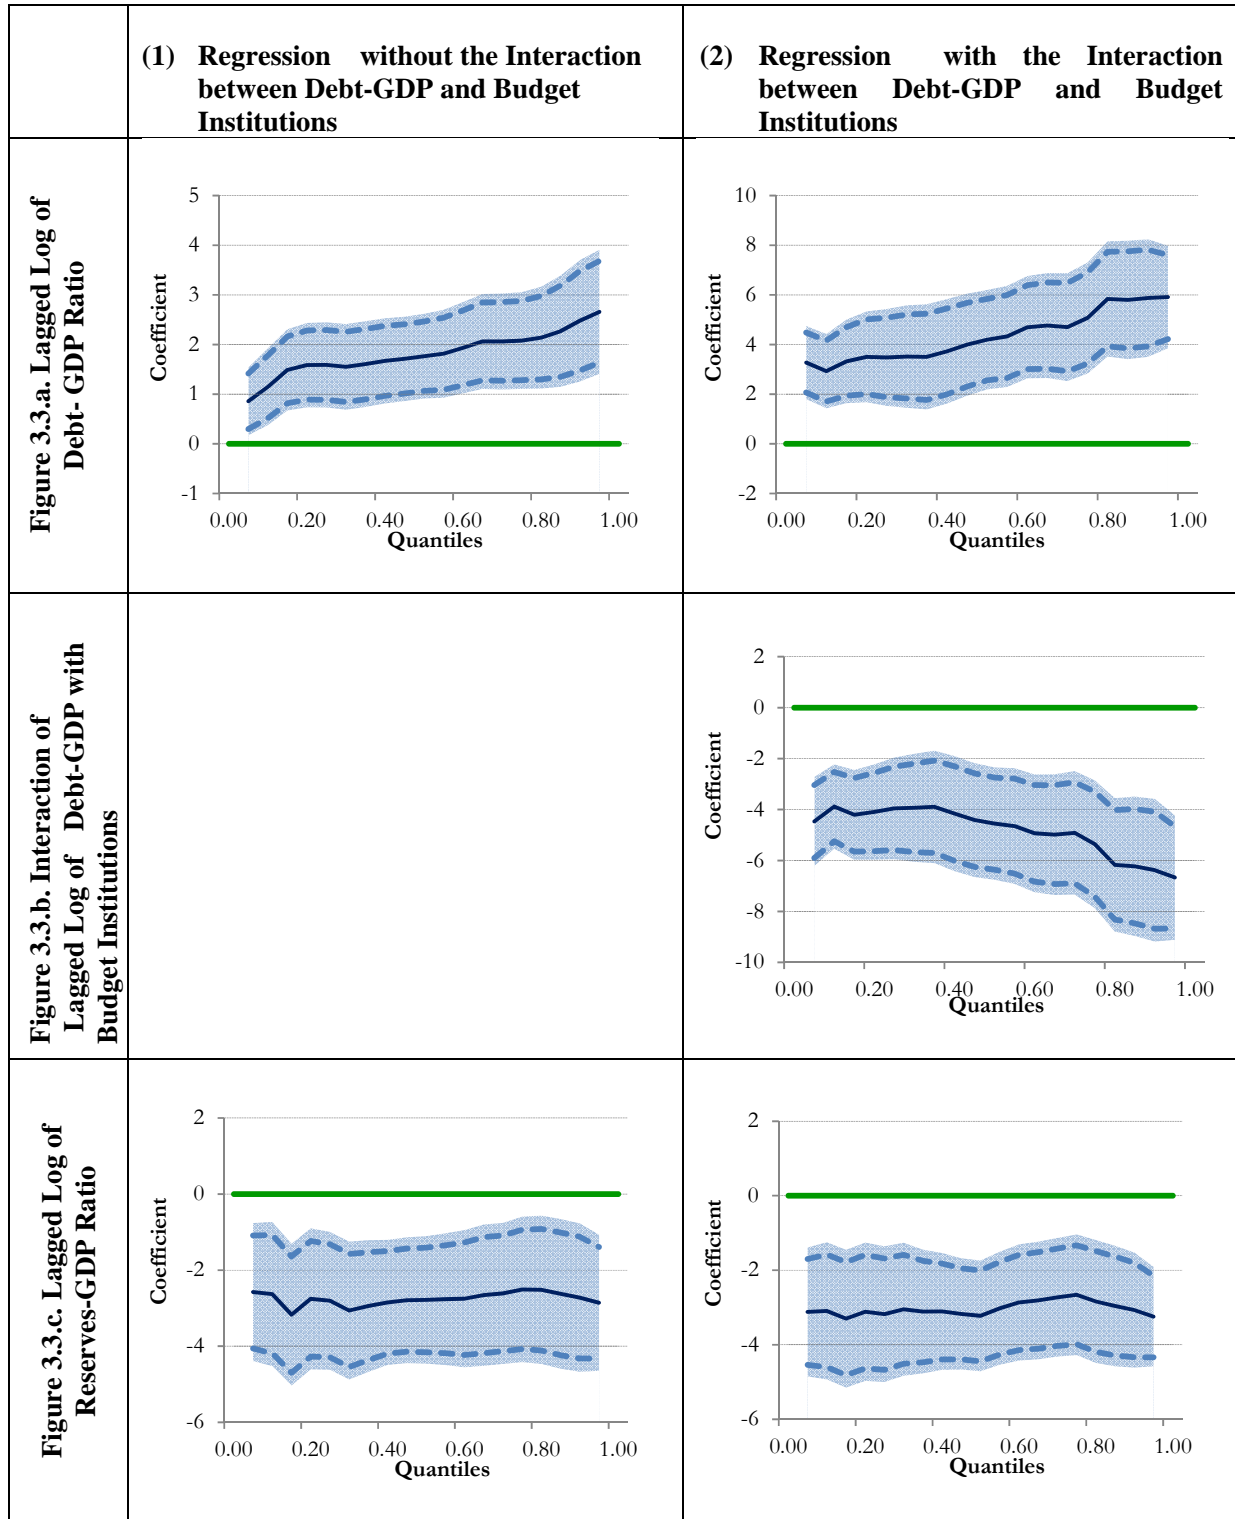 (1) Regression without the Interaction
between Debt-GDP and Budget
Institutions
(2) Regression with the Interaction
between Debt-GDP and Budget
Institutions
Figure 3.3.a. Lagged Log of
Debt- GDP Ratio
5
4
3
2
1
0
-1
Coefficient
0.00 0.20 0.40 0.60 0.80 1.00
Quantiles
10
8
6
4
2
0
-2
Coefficient
0.00 0.20 0.40 0.60 0.80 1.00
Quantiles
Figure 3.3.b. Interaction of
Lagged Log of Debt-GDP with
Budget Institutions
2
0
-2
-4
-6
-8
-10
Coefficient
0.00 0.20 0.40 0.60 0.80 1.00
Quantiles
Figure 3.3.c. Lagged Log of
Reserves-GDP Ratio
2
0
-2
-4
-6
Coefficient
0.00 0.20 0.40 0.60 0.80 1.00
Quantiles
2
0
-2
-4
-6
Coefficient
0.00 0.20 0.40 0.60 0.80 1.00
Quantiles